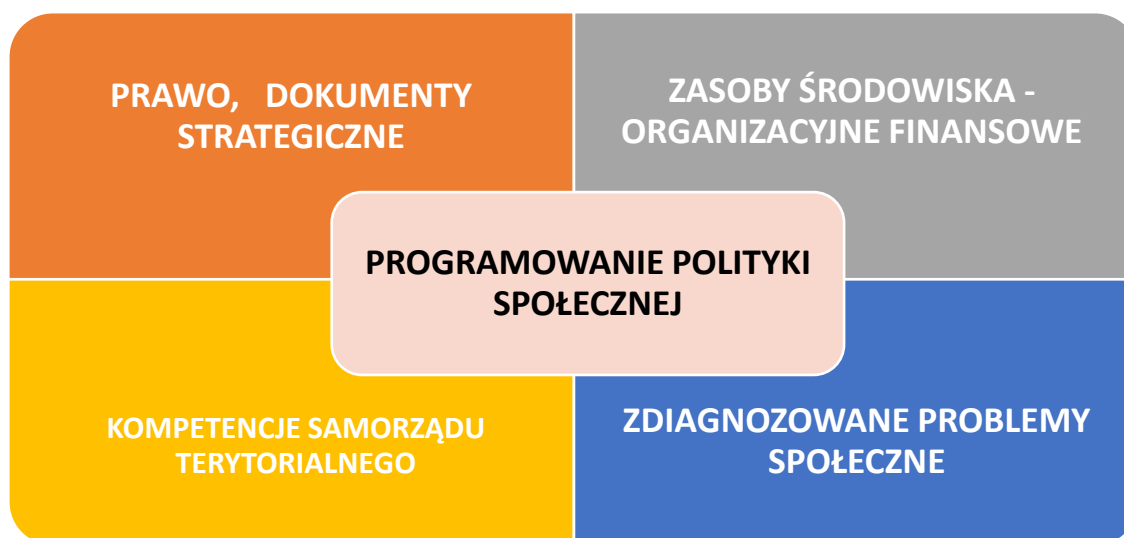 PRAWO, DOKUMENTY
STRATEGICZNE
ZASOBY ŚRODOWISKA -
ORGANIZACYJNE FINANSOWE
PROGRAMOWANIE POLITYKI
SPOŁECZNEJ
KOMPETENCJE SAMORZĄDU
TERYTORIALNEGO
ZDIAGNOZOWANE PROBLEMY
SPOŁECZNE